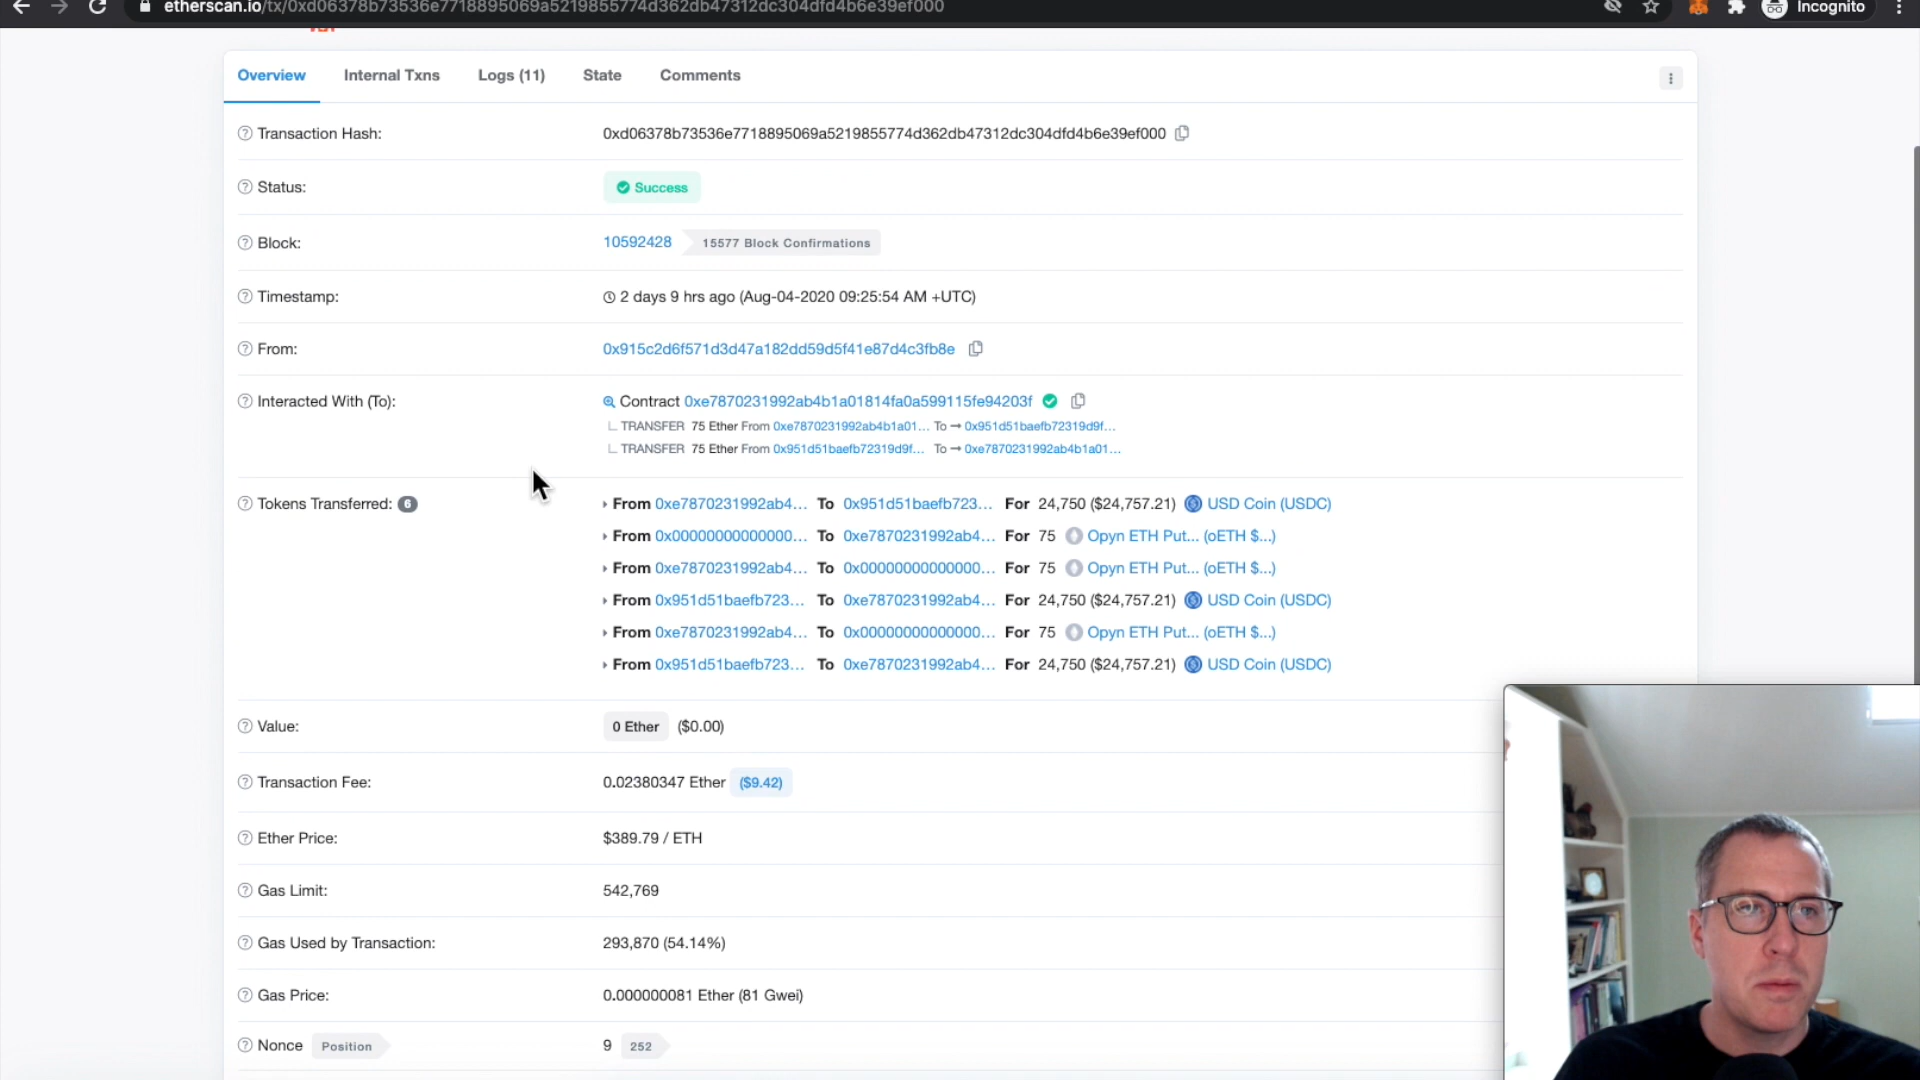 etherscan.io/tx/0xd06378b73536e7718895069a5219855774d362db47312dc304dfd4b6e39ef000
Incognito
Overview Internal Txns Logs (11) State Comments
Transaction Hash: 0xd06378b73536e7718895069a5219855774d362db47312dc304dfd4b6e39ef000
Status: Success
Block: 10592428 15577 Block Confirmations
Timestamp: 2 days 9 hrs ago (Aug-04-2020 09:25:54 AM +UTC)
From: 0x915c2d6f571d3d47a182dd59d5f41e87d4c3fb8e
Interacted With (To): Contract 0xe7870231992ab4b1a01814fa0a599115fe94203f
TRANSFER 75 Ether From 0xe7870231992ab4b1a01... To → 0x951d51baefb72319d9f...
TRANSFER 75 Ether From 0x951d51baefb72319d9f... To → 0xe7870231992ab4b1a01...
Tokens Transferred: 6 From 0xe7870231992ab4... To 0x951d51baefb723... For 24,750 ($24,757.21) USD Coin (USDC)
From 0x00000000000000... To 0xe7870231992ab4... For 75 Opyn ETH Put... (oETH $...)
From 0xe7870231992ab4... To 0x00000000000000... For 75 Opyn ETH Put... (oETH $...)
From 0x951d51baefb723... To 0xe7870231992ab4... For 24,750 ($24,757.21) USD Coin (USDC)
From 0xe7870231992ab4... To 0x00000000000000... For 75 Opyn ETH Put... (oETH $...)
From 0x951d51baefb723... To 0xe7870231992ab4... For 24,750 ($24,757.21) USD Coin (USDC)
Value: 0 Ether ($0.00)
Transaction Fee: 0.02380347 Ether ($9.42)
Ether Price: $389.79 / ETH
Gas Limit: 542,769
Gas Used by Transaction: 293,870 (54.14%)
Gas Price: 0.000000081 Ether (81 Gwei)
Nonce Position 9 252